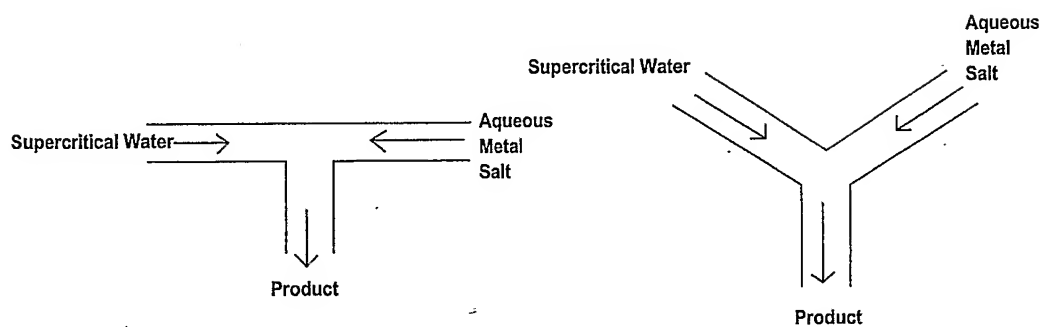 Supercritical Water
Aqueous
Metal
Salt
Product
Supercritical Water
Aqueous
Metal
Salt
Product